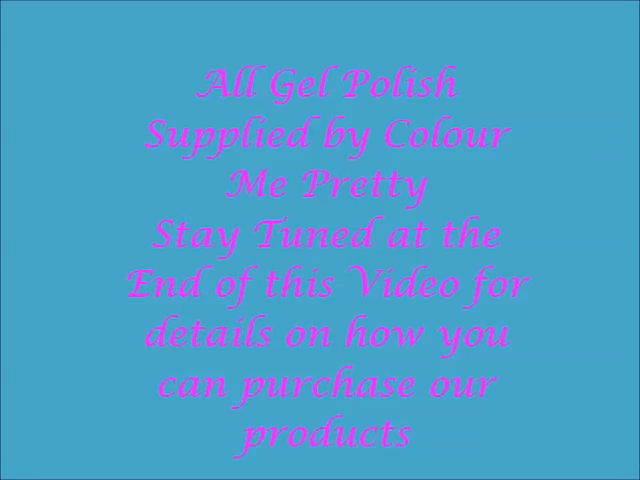 All Gel Polish
Supplied by Colour
Me Pretty
Stay Tuned at the
End of this Video for
details on how you
can purchase our
products